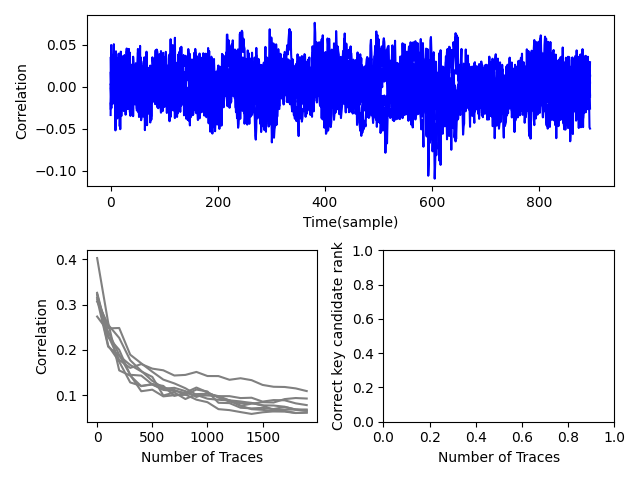 0.05
0.00
−0.05
−0.10
Correlation
0 200 400 600 800
Time(sample)
0.4
0.3
0.2
0.1
Correlation
0 500 1000 1500
Number of Traces
1.0
0.8
0.6
0.4
0.2
0.0
Correct key candidate rank
0.0 0.2 0.4 0.6 0.8 1.0
Number of Traces